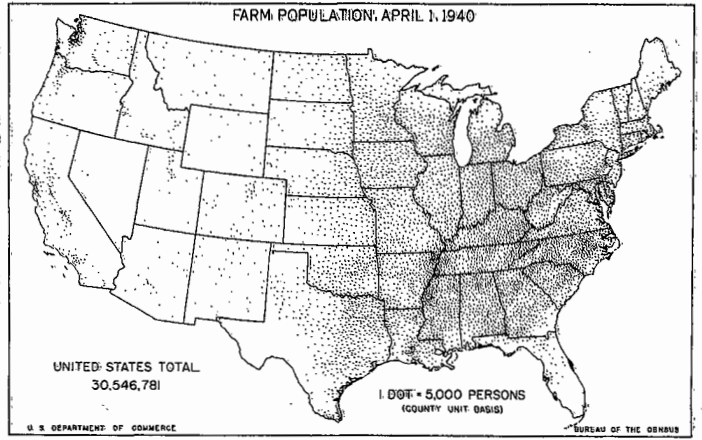 FARM POPULATION, APRIL 1, 1940
UNITED STATES TOTAL
30,546,781
1 DOT = 5,000 PERSONS
(COUNTY UNIT BASIS)
U. S. DEPARTMENT OF COMMERCE
BUREAU OF THE CENSUS